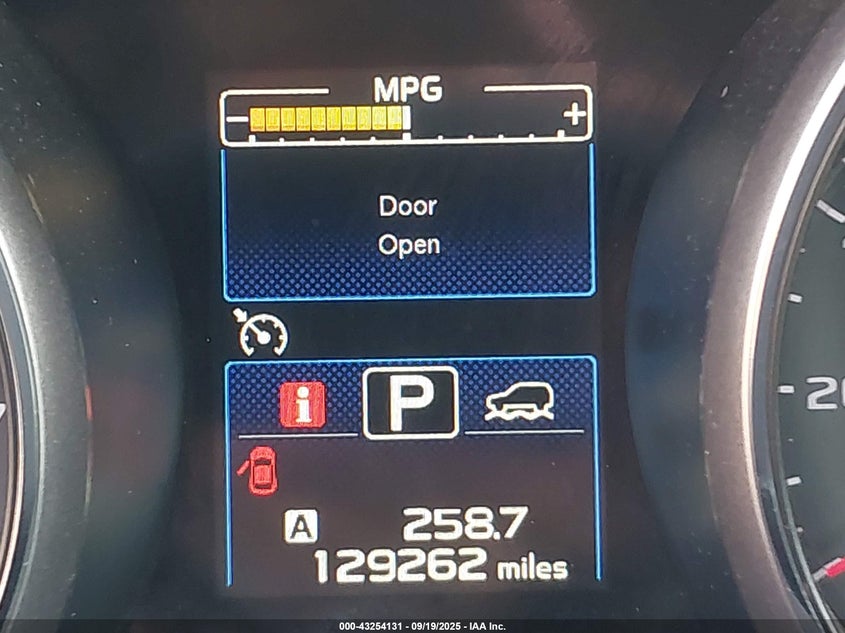 MPG
- +
Door
Open
i P
A 258.7
129262 miles
000-43254131 - 09/19/2025 - IAA Inc.